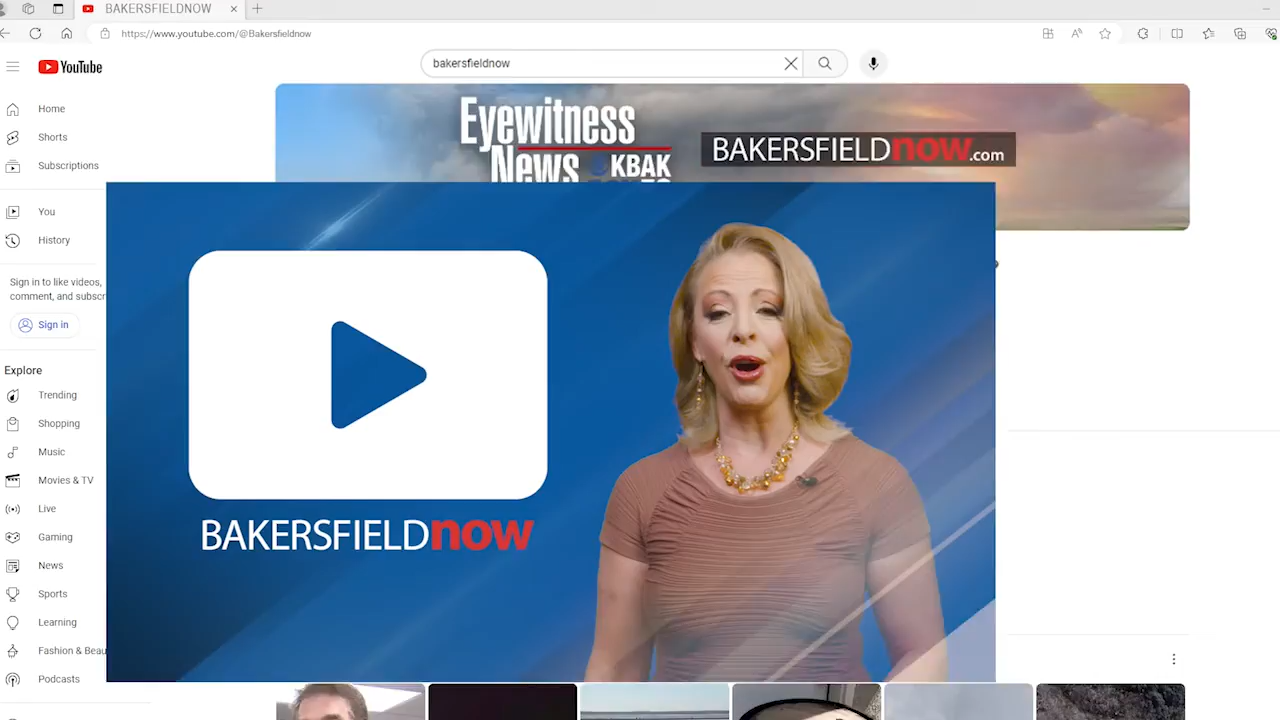 BAKERSFIELDNOW
https://www.youtube.com/@Bakersfieldnow
YouTube
bakersfieldnow
Home
Shorts
Subscriptions
You
History
Sign in to like videos,
comment, and subscr
Sign in
Explore
Trending
Shopping
Music
Movies & TV
Live
Gaming
News
Sports
Learning
Fashion & Beau
Podcasts
Eyewitness
News KBAK
BAKERSFIELDnow.com
BAKERSFIELDnow